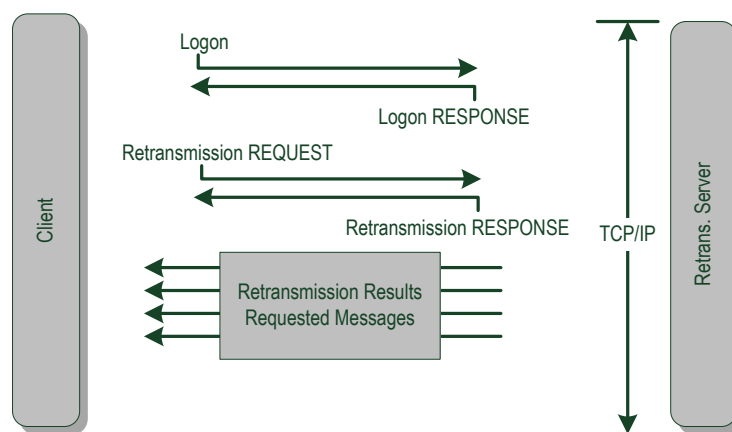 Logon
Logon RESPONSE
Retransmission REQUEST
Retransmission RESPONSE
Client
TCP/IP
Retrans. Server
Retransmission Results
Requested Messages